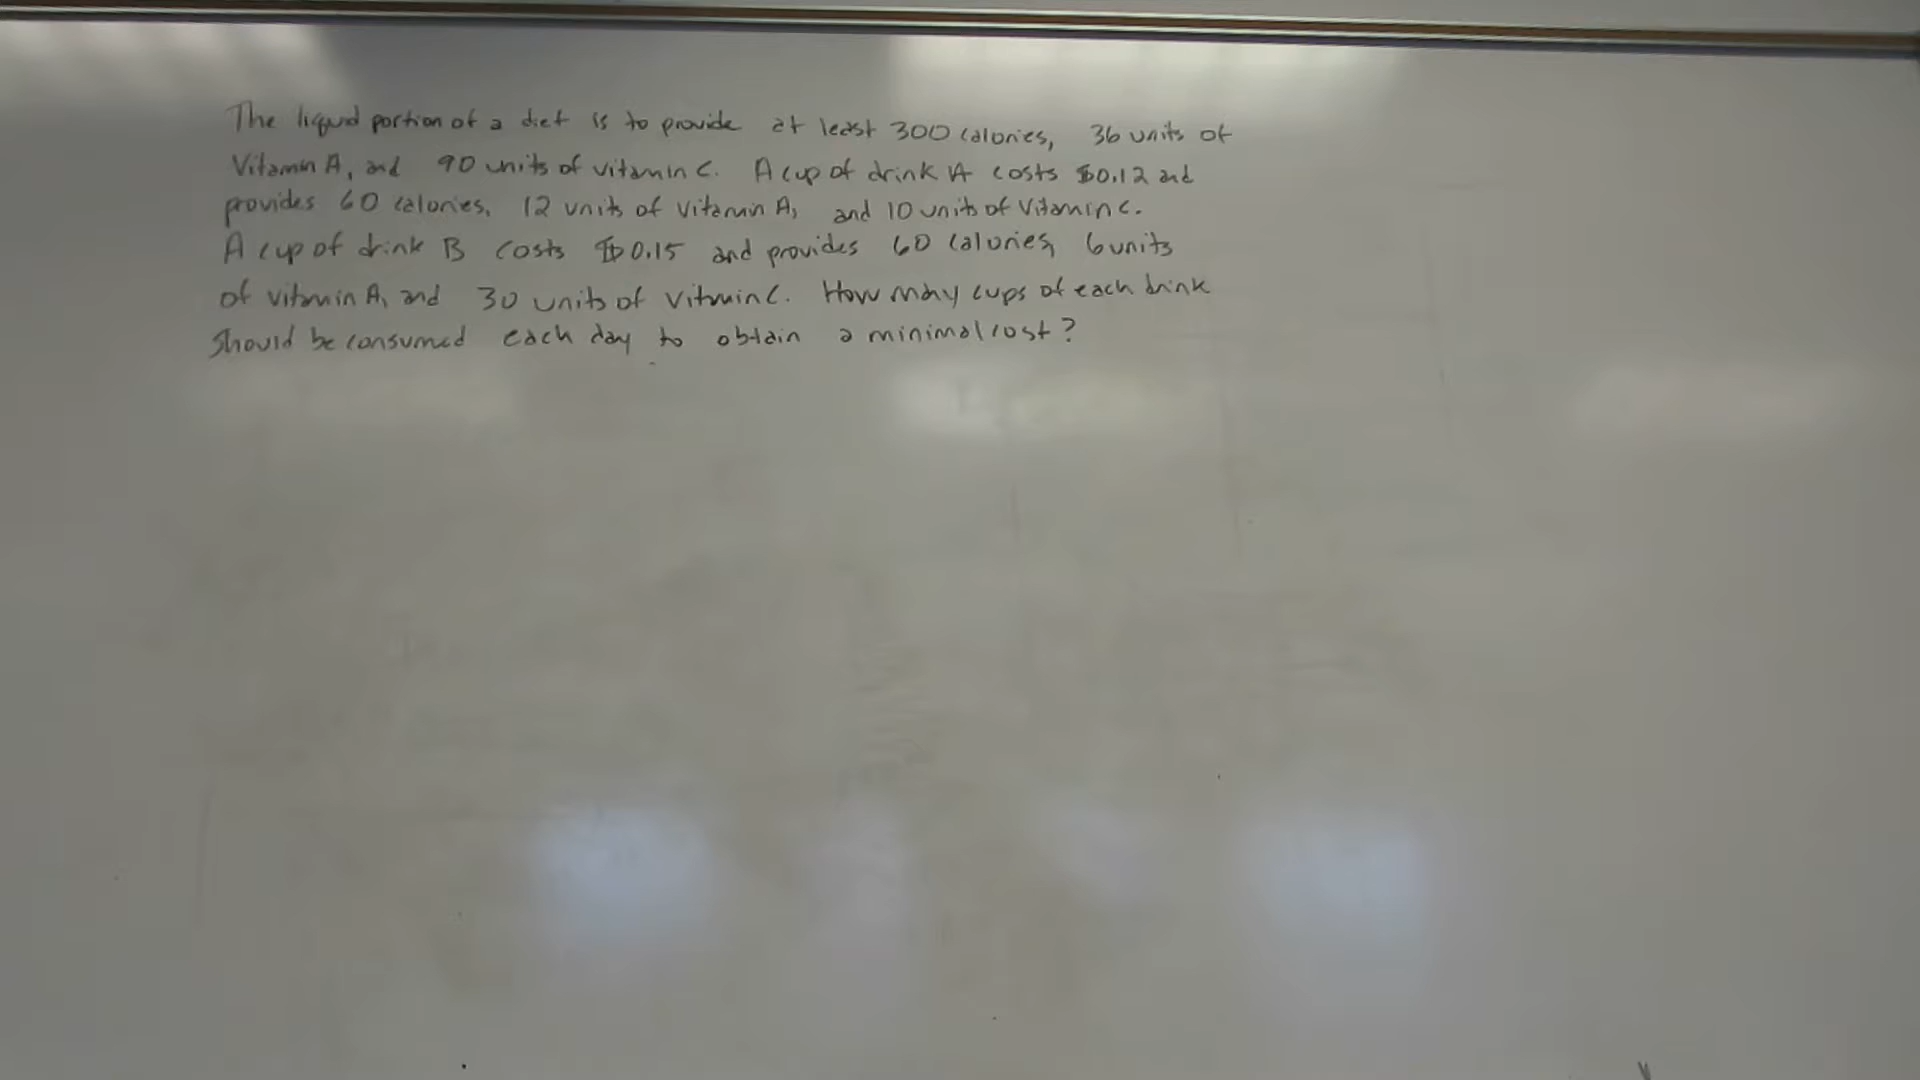 The liquid portion of a diet is to provide at least 300 calories, 36 units of
Vitamin A, and 90 units of vitamin C. A cup of drink A costs $0.12 and
provides 60 calories, 12 units of vitamin A, and 10 units of Vitamin C.
A cup of drink B costs $0.15 and provides 60 calories, 6 units
of vitamin A, and 30 units of vitmin C. How many cups of each drink
should be consumed each day to obtain a minimal cost?